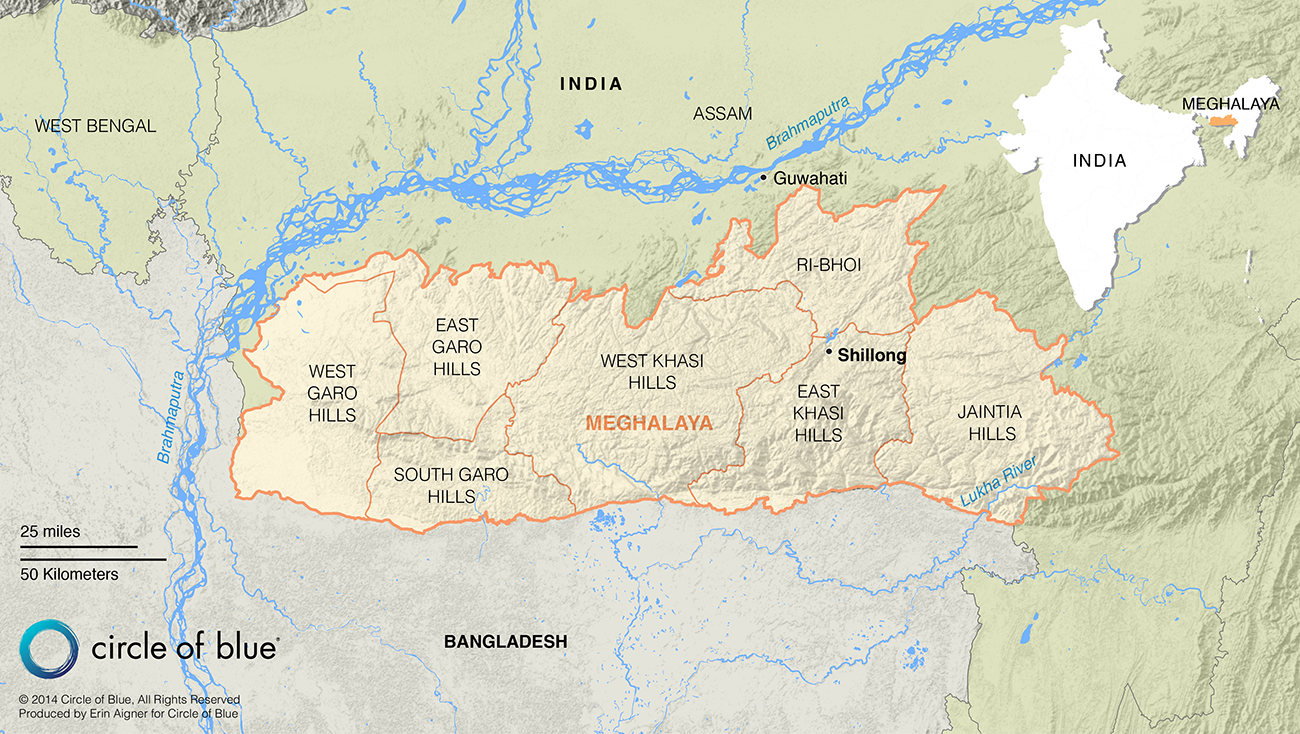 INDIA
ASSAM
WEST BENGAL
Brahmaputra
Guwahati
MEGHALAYA
INDIA
RI-BHOI
EAST
GARO
HILLS
WEST
GARO
HILLS
WEST KHASI
HILLS
Shillong
EAST
KHASI
HILLS
MEGHALAYA
JAINTIA
HILLS
Brahmaputra
SOUTH GARO
HILLS
Lukha River
25 miles
50 Kilometers
BANGLADESH
circle of blue®
© 2014 Circle of Blue, All Rights Reserved
Produced by Erin Aigner for Circle of Blue